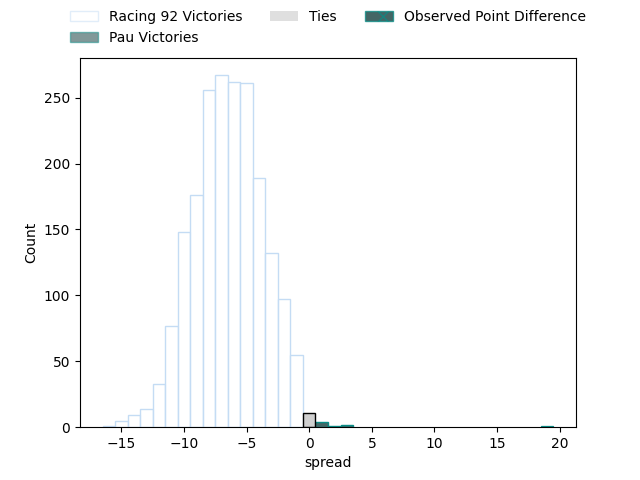 Racing 92 Victories
Ties
Observed Point Difference
Pau Victories
250
200
150
100
50
0
Count
−15
−10
−5
0
5
10
15
20
spread